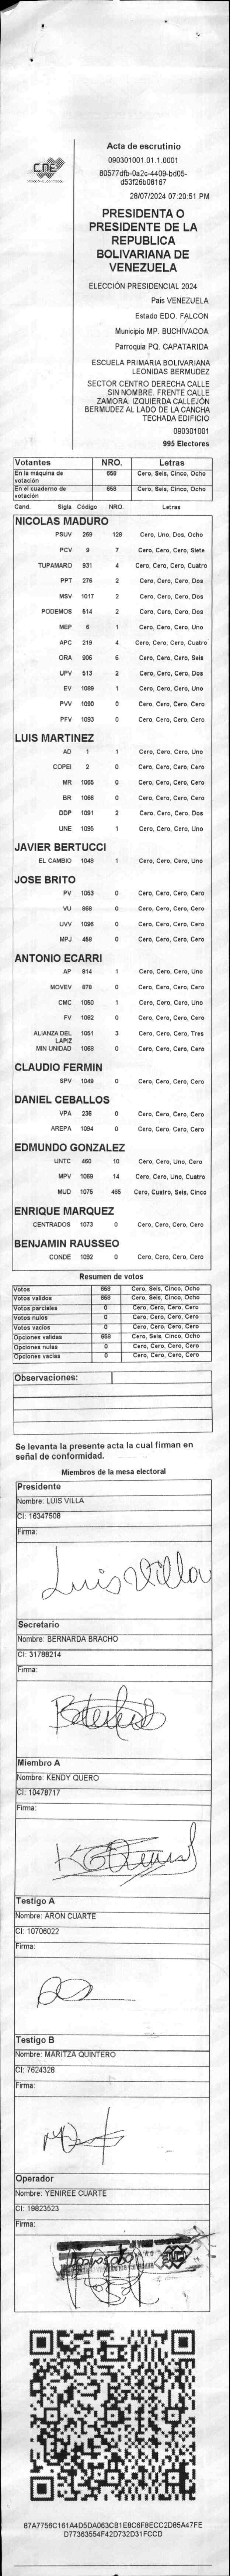 CNE
Acta de escrutinio
090301001.01.1.0001
80577dfb-0a2c-4409-bd05-
d53f26b08167
28/07/2024 07:20:51 PM
PRESIDENTA O
PRESIDENTE DE LA
REPUBLICA
BOLIVARIANA DE
VENEZUELA
ELECCIÓN PRESIDENCIAL 2024
País VENEZUELA
Estado EDO. FALCON
Municipio MP. BUCHIVACOA
Parroquia PQ. CAPATARIDA
ESCUELA PRIMARIA BOLIVARIANA
LEONIDAS BERMUDEZ
SECTOR CENTRO DERECHA CALLE
SIN NOMBRE. FRENTE CALLE
ZAMORA. IZQUIERDA CALLEJÓN
BERMUDEZ AL LADO DE LA CANCHA
TECHADA EDIFICIO
090301001
995 Electores
Votantes NRO. Letras
En la máquina de votación 658 Cero, Seis, Cinco, Ocho
En el cuaderno de votación 658 Cero, Seis, Cinco, Ocho
Cand. Sigla Código NRO. Letras
NICOLAS MADURO
PSUV 269 128 Cero, Uno, Dos, Ocho
PCV 9 7 Cero, Cero, Cero, Siete
TUPAMARO 931 4 Cero, Cero, Cero, Cuatro
PPT 276 2 Cero, Cero, Cero, Dos
MSV 1017 2 Cero, Cero, Cero, Dos
PODEMOS 514 2 Cero, Cero, Cero, Dos
MEP 6 1 Cero, Cero, Cero, Uno
APC 219 4 Cero, Cero, Cero, Cuatro
ORA 906 6 Cero, Cero, Cero, Seis
UPV 513 2 Cero, Cero, Cero, Dos
EV 1099 1 Cero, Cero, Cero, Uno
PVV 1090 0 Cero, Cero, Cero, Cero
PFV 1093 0 Cero, Cero, Cero, Cero
LUIS MARTINEZ
AD 1 1 Cero, Cero, Cero, Uno
COPEI 2 0 Cero, Cero, Cero, Cero
MR 1065 0 Cero, Cero, Cero, Cero
BR 1066 0 Cero, Cero, Cero, Cero
DDP 1091 2 Cero, Cero, Cero, Dos
UNE 1095 1 Cero, Cero, Cero, Uno
JAVIER BERTUCCI
EL CAMBIO 1048 1 Cero, Cero, Cero, Uno
JOSE BRITO
PV 1053 0 Cero, Cero, Cero, Cero
VU 968 0 Cero, Cero, Cero, Cero
UVV 1096 0 Cero, Cero, Cero, Cero
MPJ 458 0 Cero, Cero, Cero, Cero
ANTONIO ECARRI
AP 814 1 Cero, Cero, Cero, Uno
MOVEV 878 0 Cero, Cero, Cero, Cero
CMC 1050 1 Cero, Cero, Cero, Uno
FV 1062 0 Cero, Cero, Cero, Cero
ALIANZA DEL LAPIZ 1051 3 Cero, Cero, Cero, Tres
MIN UNIDAD 1068 0 Cero, Cero, Cero, Cero
CLAUDIO FERMIN
SPV 1049 0 Cero, Cero, Cero, Cero
DANIEL CEBALLOS
VPA 236 0 Cero, Cero, Cero, Cero
AREPA 1094 0 Cero, Cero, Cero, Cero
EDMUNDO GONZALEZ
UNTC 460 10 Cero, Cero, Uno, Cero
MPV 1069 14 Cero, Cero, Uno, Cuatro
MUD 1075 465 Cero, Cuatro, Seis, Cinco
ENRIQUE MARQUEZ
CENTRADOS 1073 0 Cero, Cero, Cero, Cero
BENJAMIN RAUSSEO
CONDE 1092 0 Cero, Cero, Cero, Cero
Resumen de votos
Votos 658 Cero, Seis, Cinco, Ocho
Votos validos 658 Cero, Seis, Cinco, Ocho
Votos parciales 0 Cero, Cero, Cero, Cero
Votos nulos 0 Cero, Cero, Cero, Cero
Votos vacios 0 Cero, Cero, Cero, Cero
Opciones validas 658 Cero, Seis, Cinco, Ocho
Opciones nulas 0 Cero, Cero, Cero, Cero
Opciones vacias 0 Cero, Cero, Cero, Cero
Observaciones:
Se levanta la presente acta la cual firman en
señal de conformidad.
Miembros de la mesa electoral
Presidente
Nombre: LUIS VILLA
CI: 16347508
Firma:
Luis Villa
Secretario
Nombre: BERNARDA BRACHO
CI: 31788214
Firma:
Miembro A
Nombre: KENDY QUERO
CI: 10478717
Firma:
Testigo A
Nombre: ARON CUARTE
CI: 10706022
Firma:
Testigo B
Nombre: MARITZA QUINTERO
CI: 7624328
Firma:
Operador
Nombre: YENIREE CUARTE
CI: 19823523
Firma:
87A7756C161A4D5DA063CB1E8C6F8ECC2D85A47FE
D77363554F42D732D31FCCD